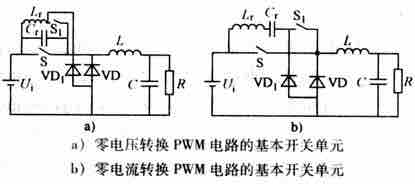 Lr
S1
Cr
S
L
Ui
VD1
VD
C
R
a)
Lr
Cr
S1
S
L
Ui
VD1
VD
C
R
b)
a) 零电压转换 PWM 电路的基本开关单元
b) 零电流转换 PWM 电路的基本开关单元